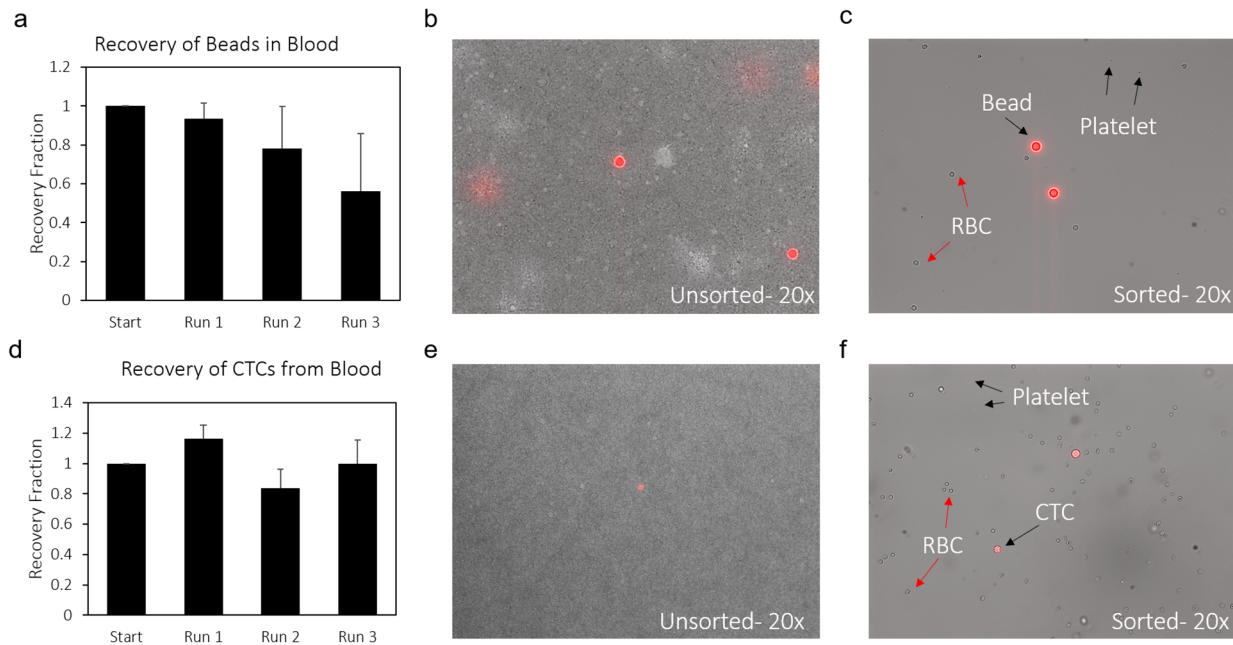 a
Recovery of Beads in Blood
1.2
1
0.8
0.6
0.4
0.2
0
Recovery Fraction
Start Run 1 Run 2 Run 3
b
Unsorted- 20x
c
Bead
Platelet
RBC
Sorted- 20x
d
Recovery of CTCs from Blood
1.4
1.2
1
0.8
0.6
0.4
0.2
0
Recovery Fraction
Start Run 1 Run 2 Run 3
e
Unsorted- 20x
f
Platelet
CTC
RBC
Sorted- 20x